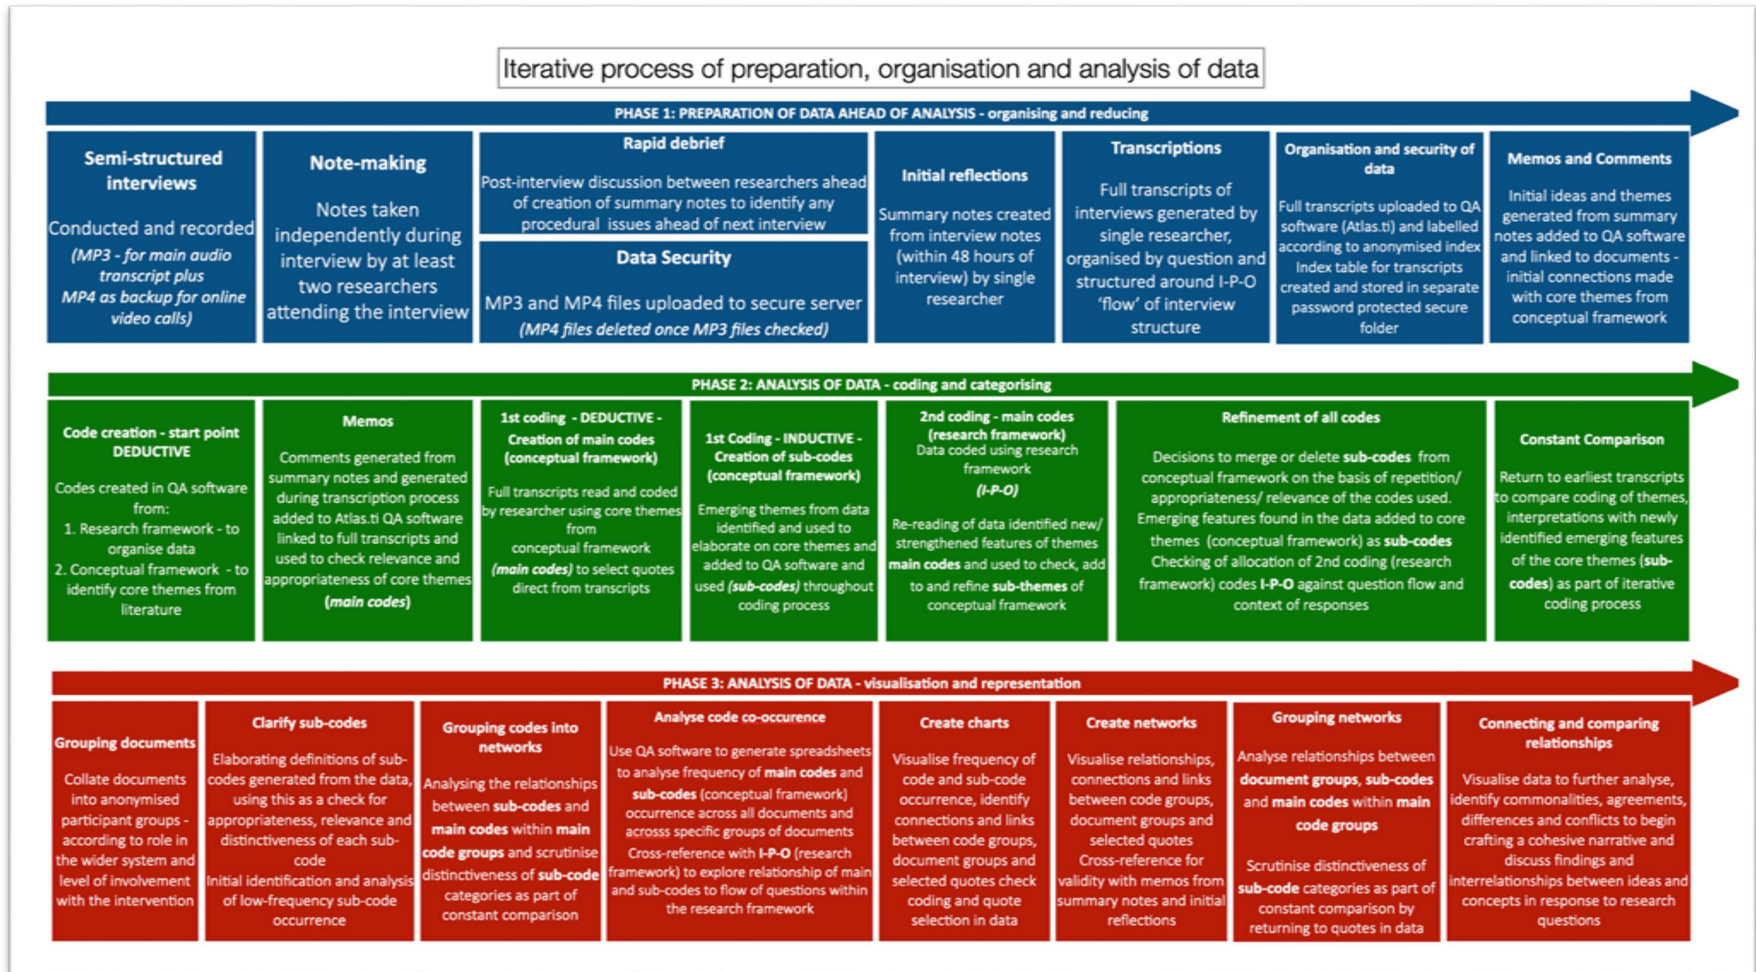 Iterative process of preparation, organisation and analysis of data
PHASE 1: PREPARATION OF DATA AHEAD OF ANALYSIS - organising and reducing
Semi-structured
interviews
Conducted and recorded
(MP3 - for main audio
transcript plus
MP4 as backup for online
video calls)
Note-making
Notes taken
independently during
interview by at least
two researchers
attending the interview
Rapid debrief
Post-interview discussion between researchers ahead
of creation of summary notes to identify any
procedural issues ahead of next interview
Data Security
MP3 and MP4 files uploaded to secure server
(MP4 files deleted once MP3 files checked)
Initial reflections
Summary notes created
from interview notes
(within 48 hours of
interview) by single
researcher
Transcriptions
Full transcripts of
interviews generated by
single researcher,
organised by question and
structured around I-P-O
'flow' of interview
structure
Organisation and security of
data
Full transcripts uploaded to QA
software (Atlas.ti) and labelled
according to anonymised index
Index table for transcripts
created and stored in separate
password protected secure
folder
Memos and Comments
Initial ideas and themes
generated from summary
notes added to QA software
and linked to documents -
initial connections made
with core themes from
conceptual framework
PHASE 2: ANALYSIS OF DATA - coding and categorising
Code creation - start point
DEDUCTIVE
Codes created in QA software
from:
1. Research framework - to
organise data
2. Conceptual framework - to
identify core themes from
literature
Memos
Comments generated from
summary notes and generated
during transcription process
added to Atlas.ti QA software
linked to full transcripts and
used to check relevance and
appropriateness of core themes
(main codes)
1st coding - DEDUCTIVE -
Creation of main codes
(conceptual framework)
Full transcripts read and coded
by researcher using core themes
from
conceptual framework
(main codes) to select quotes
direct from transcripts
1st Coding - INDUCTIVE -
Creation of sub-codes
(conceptual framework)
Emerging themes from data
identified and used to
elaborate on core themes and
added to QA software and
used (sub-codes) throughout
coding process
2nd coding - main codes
(research framework)
Data coded using research
framework
(I-P-O)
Re-reading of data identified new/
strengthened features of themes
main codes and used to check, add
to and refine sub-themes of
conceptual framework
Refinement of all codes
Decisions to merge or delete sub-codes from
conceptual framework on the basis of repetition/
appropriateness/ relevance of the codes used.
Emerging features found in the data added to core
themes (conceptual framework) as sub-codes
Checking of allocation of 2nd coding (research
framework) codes I-P-O against question flow and
context of responses
Constant Comparison
Return to earliest transcripts
to compare coding of themes,
interpretations with newly
identified emerging features
of the core themes (sub-
codes) as part of iterative
coding process
PHASE 3: ANALYSIS OF DATA - visualisation and representation
Grouping documents
Collate documents
into anonymised
participant groups -
according to role in
the wider system and
level of involvement
with the intervention
Clarify sub-codes
Elaborating definitions of sub-
codes generated from the data,
using this as a check for
appropriateness, relevance and
distinctiveness of each sub-
code
Initial identification and analysis
of low-frequency sub-code
occurrence
Grouping codes into
networks
Analysing the relationships
between sub-codes and
main codes within main
code groups and scrutinise
distinctiveness of sub-code
categories as part of
constant comparison
Analyse code co-occurence
Use QA software to generate spreadsheets
to analyse frequency of main codes and
sub-codes (conceptual framework)
occurrence across all documents and
acrosss specific groups of documents
Cross-reference with I-P-O (research
framework) to explore relationship of main
and sub-codes to flow of questions within
the research framework
Create charts
Visualise frequency of
code and sub-code
occurrence, identify
connections and links
between code groups,
document groups and
selected quotes check
coding and quote
selection in data
Create networks
Visualise relationships,
connections and links
between code groups,
document groups and
selected quotes
Cross-reference for
validity with memos from
summary notes and initial
reflections
Grouping networks
Analyse relationships between
document groups, sub-codes
and main codes within main
code groups
Scrutinise distinctiveness of
sub-code categories as part of
constant comparison by
returning to quotes in data
Connecting and comparing
relationships
Visualise data to further analyse,
identify commonalities, agreements,
differences and conflicts to begin
crafting a cohesive narrative and
discuss findings and
interrelationships between ideas and
concepts in response to research
questions